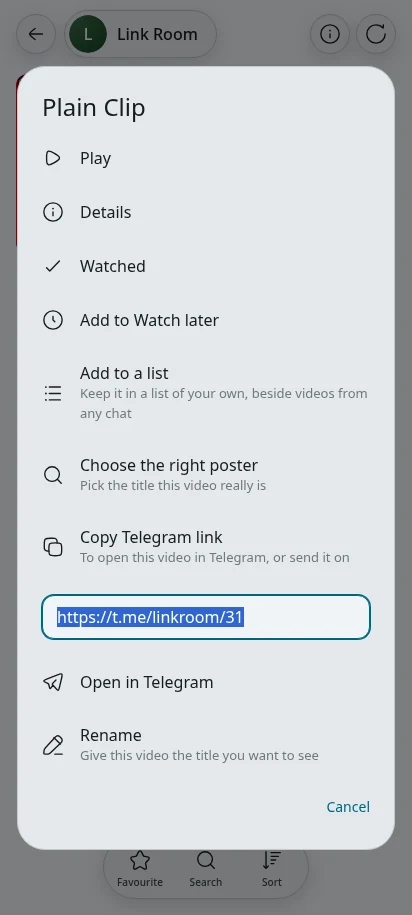 L Link Room
Plain Clip
Play
Details
Watched
Add to Watch later
Add to a list
Keep it in a list of your own, beside videos from
any chat
Choose the right poster
Pick the title this video really is
Copy Telegram link
To open this video in Telegram, or send it on
https://t.me/linkroom/31
Open in Telegram
Rename
Give this video the title you want to see
Cancel
Favourite Search Sort